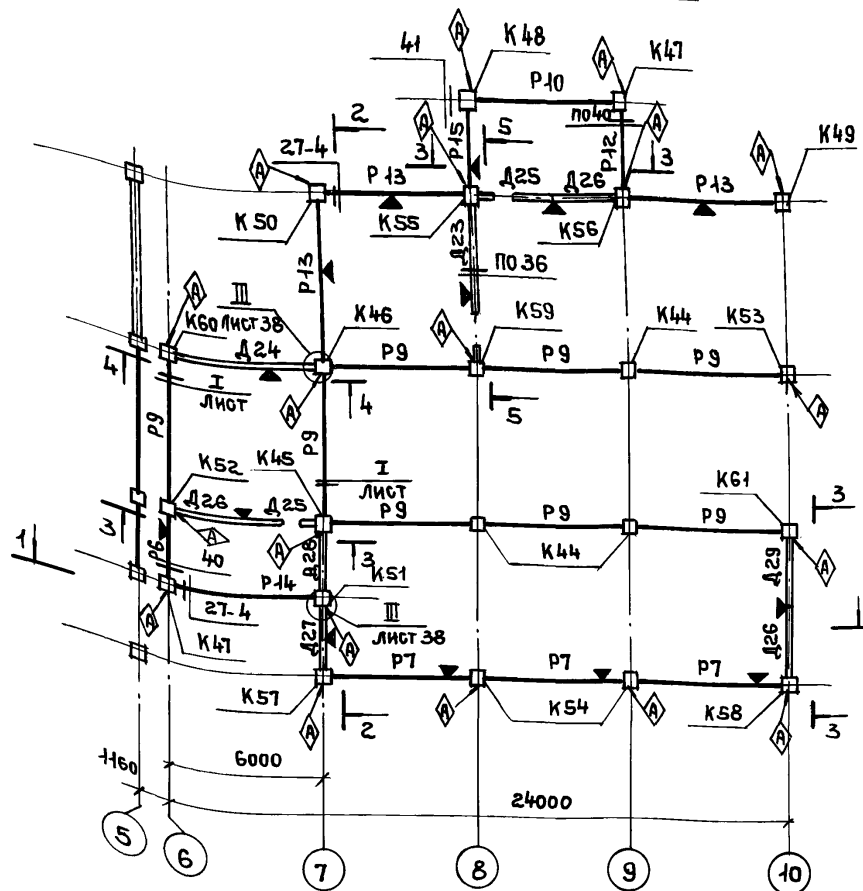 A K48 A K47
41 P10
2 П040
27-4 3 P15 5 A A P12 3 A K49
A P13 Д25 Д26 P13
K50 K55 K56
P13 Д23
П036
A III
K60 ЛИСТ 38 K46 A K59 K44 K53
Д24 P9 P9 P9
4 I A 4 5 A
ЛИСТ
P9 P9
K52 K45 I K61
ЛИСТ
Д26 Д25 P9 P9 P9 3
3 A A 3 K44 A
1 P6 40 Д28 K51 Д29
P14
27-4 III
A K47 Д27 A ЛИСТ 38 Д26
P7 P7 P7
K57 2 A K54 A K58 3
A A
1160 6000
24000
5 6 7 8 9 10